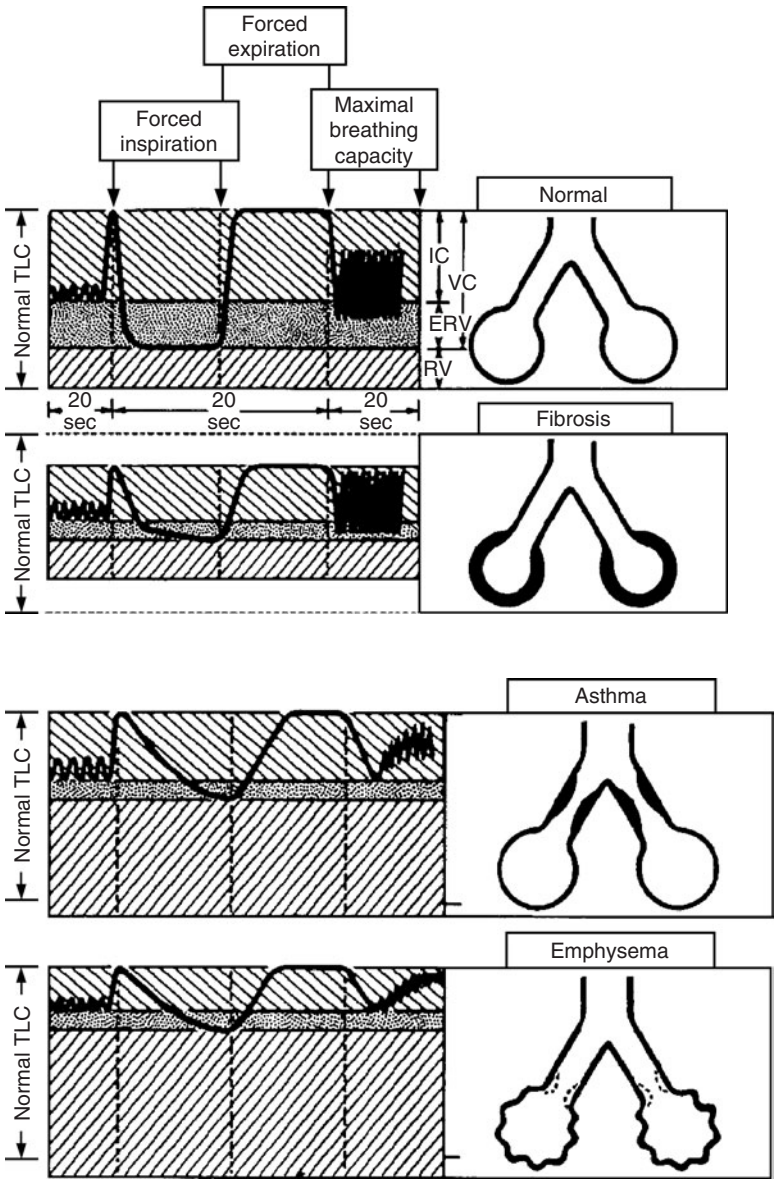 Forced
expiration
Forced
inspiration
Maximal
breathing
capacity
Normal
Normal TLC
IC
VC
ERV
RV
20
sec
20
sec
20
sec
Fibrosis
Normal TLC
Asthma
Normal TLC
Emphysema
Normal TLC